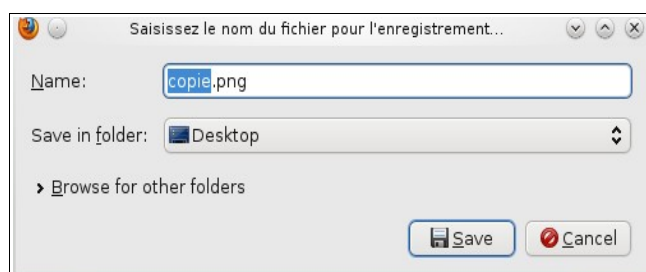 Saisissez le nom du fichier pour l'enregistrement...
Name: copie.png
Save in folder: Desktop
Browse for other folders
Save Cancel